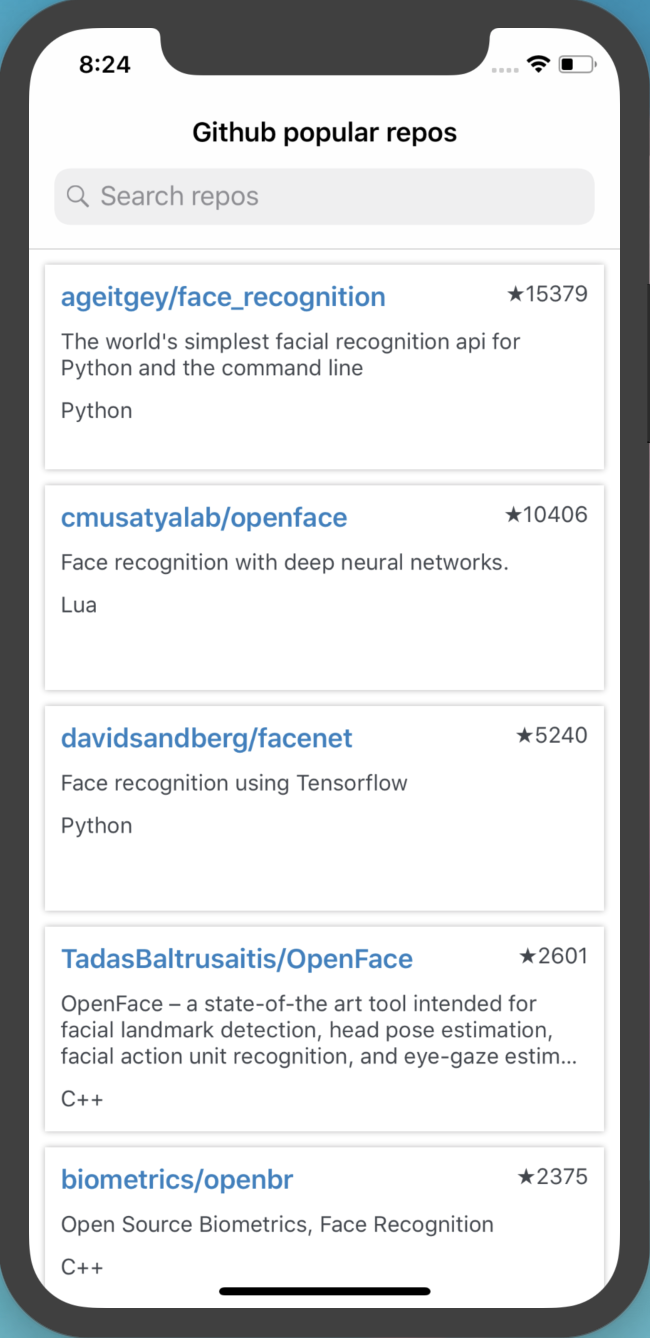 8:24
Github popular repos
Search repos
ageitgey/face_recognition ★15379
The world's simplest facial recognition api for
Python and the command line
Python
cmusatyalab/openface ★10406
Face recognition with deep neural networks.
Lua
davidsandberg/facenet ★5240
Face recognition using Tensorflow
Python
TadasBaltrusaitis/OpenFace ★2601
OpenFace – a state-of-the art tool intended for
facial landmark detection, head pose estimation,
facial action unit recognition, and eye-gaze estim...
C++
biometrics/openbr ★2375
Open Source Biometrics, Face Recognition
C++